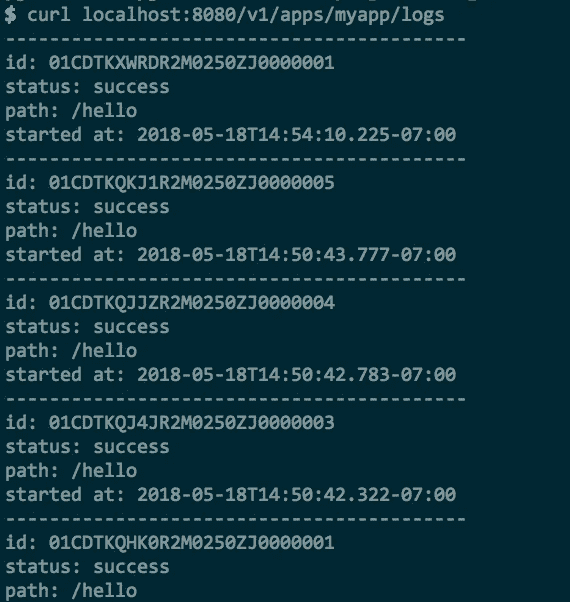 $ curl localhost:8080/v1/apps/myapp/logs
------------------------------------------
id: 01CDTKXWRDR2M0250ZJ0000001
status: success
path: /hello
started at: 2018-05-18T14:54:10.225-07:00
------------------------------------------
id: 01CDTKQKJ1R2M0250ZJ0000005
status: success
path: /hello
started at: 2018-05-18T14:50:43.777-07:00
------------------------------------------
id: 01CDTKQJJZR2M0250ZJ0000004
status: success
path: /hello
started at: 2018-05-18T14:50:42.783-07:00
------------------------------------------
id: 01CDTKQJ4JR2M0250ZJ0000003
status: success
path: /hello
started at: 2018-05-18T14:50:42.322-07:00
------------------------------------------
id: 01CDTKQHK0R2M0250ZJ0000001
status: success
path: /hello